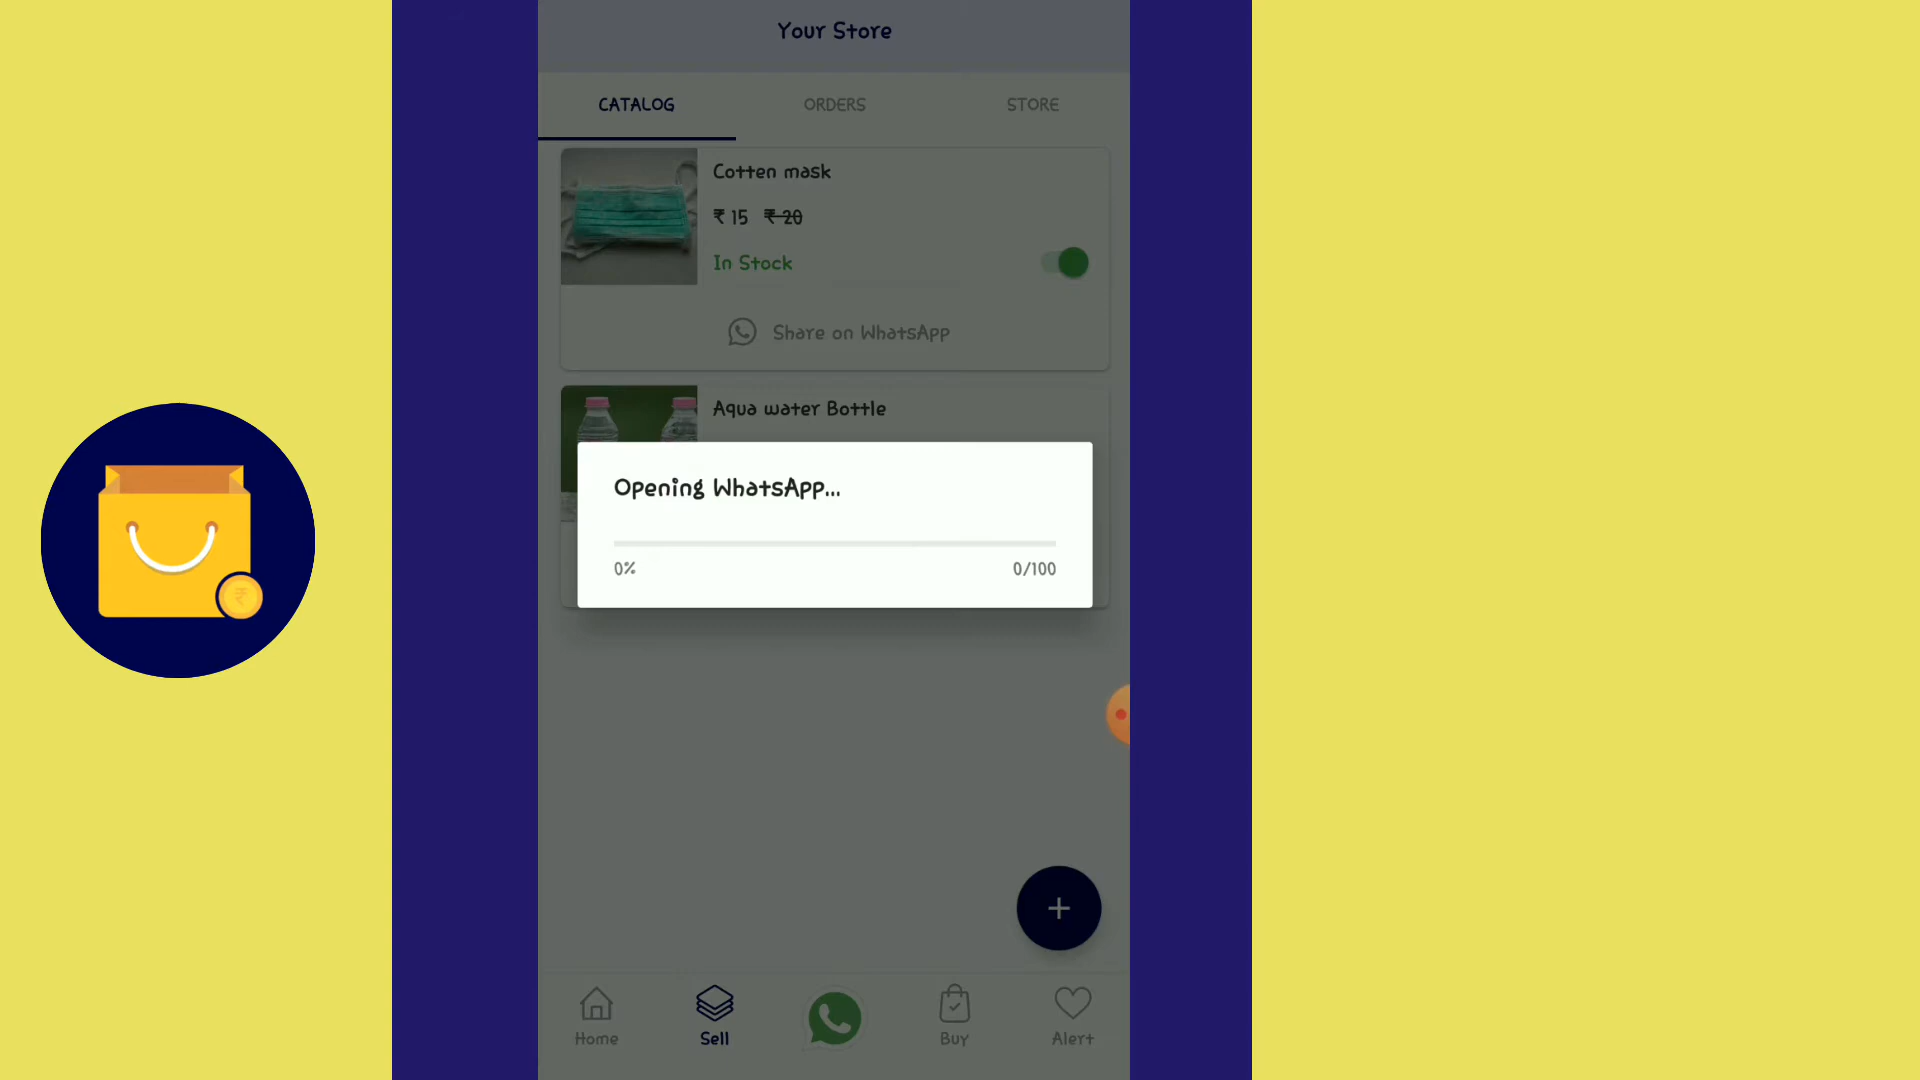 Your Store
CATALOG ORDERS STORE
Cotten mask
₹ 15 ₹ 20
In Stock
Share on WhatsApp
Aqua water Bottle
Opening WhatsApp...
0% 0/100
Home Sell Buy Alert